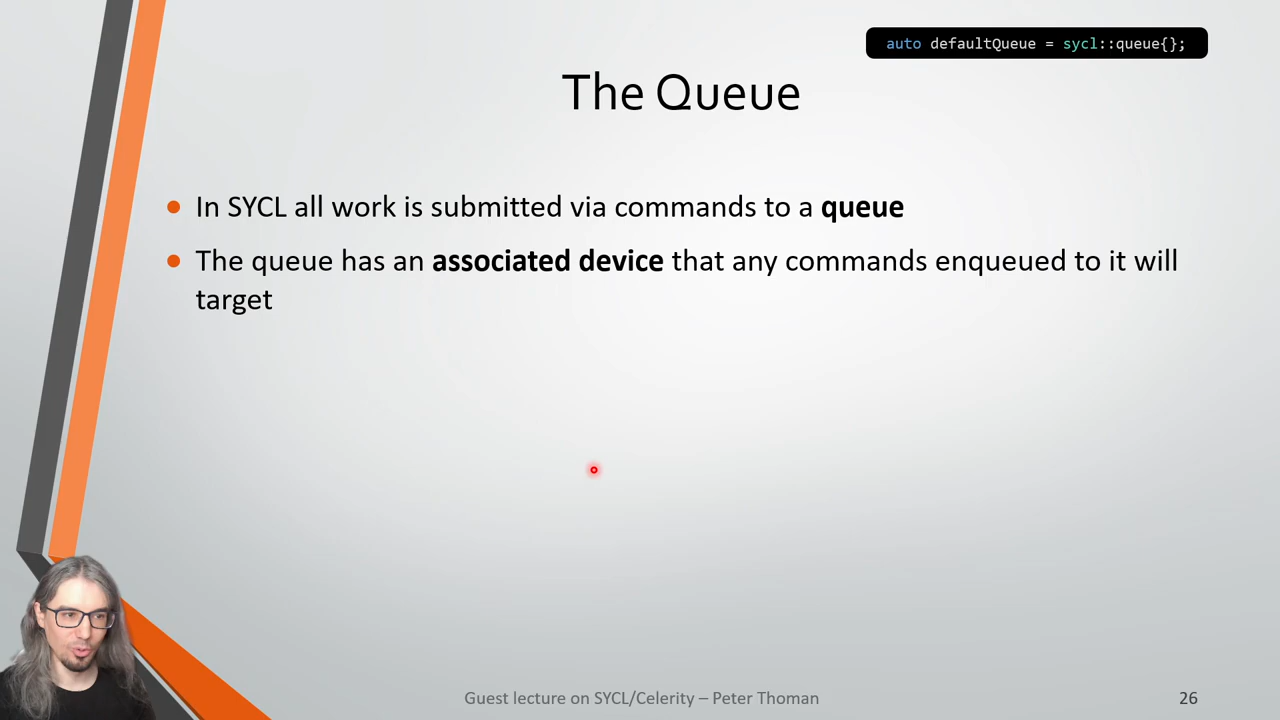 auto defaultQueue = sycl::queue{};
The Queue
In SYCL all work is submitted via commands to a queue
The queue has an associated device that any commands enqueued to it will
target
Guest lecture on SYCL/Celerity – Peter Thoman
26